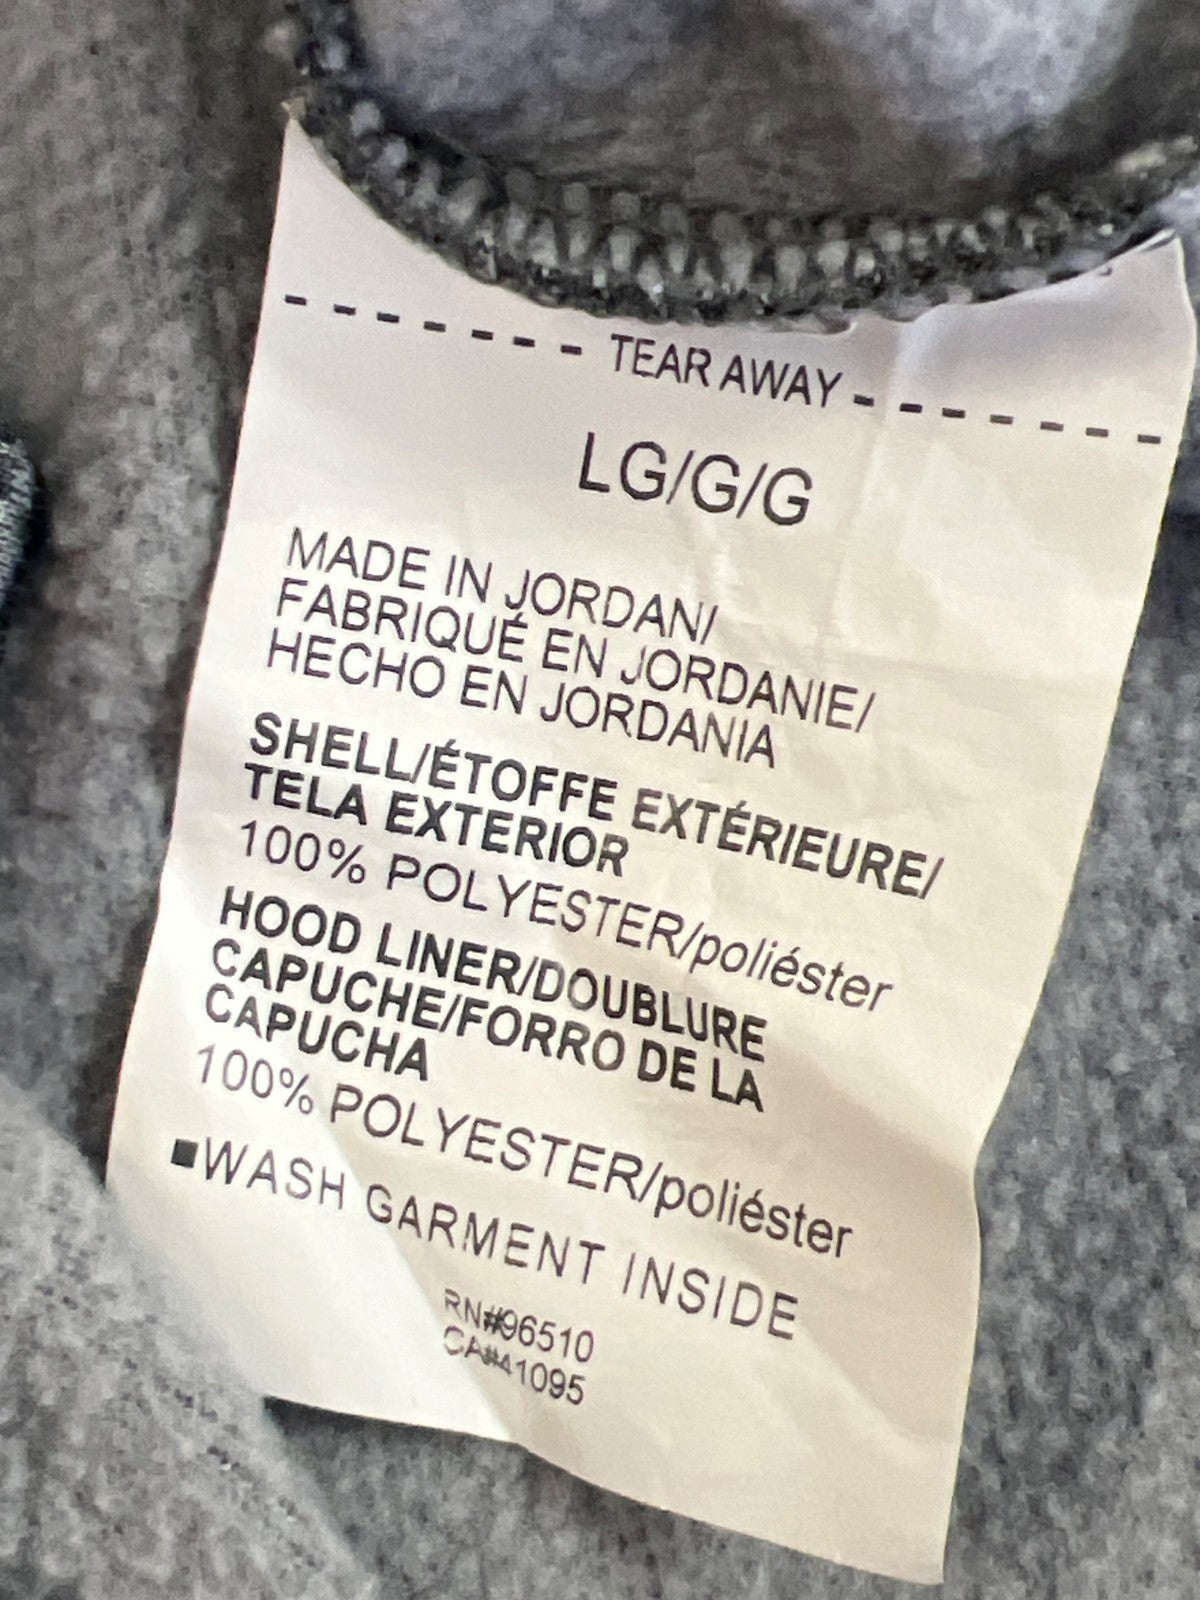 TEAR AWAY
LG/G/G
MADE IN JORDAN/
FABRIQUÉ EN JORDANIE/
HECHO EN JORDANIA
SHELL/ÉTOFFE EXTÉRIEURE/
TELA EXTERIOR
100% POLYESTER/poliéster
HOOD LINER/DOUBLURE
CAPUCHE/FORRO DE LA
CAPUCHA
100% POLYESTER/poliéster
■WASH GARMENT INSIDE
RN#96510
CA#41095